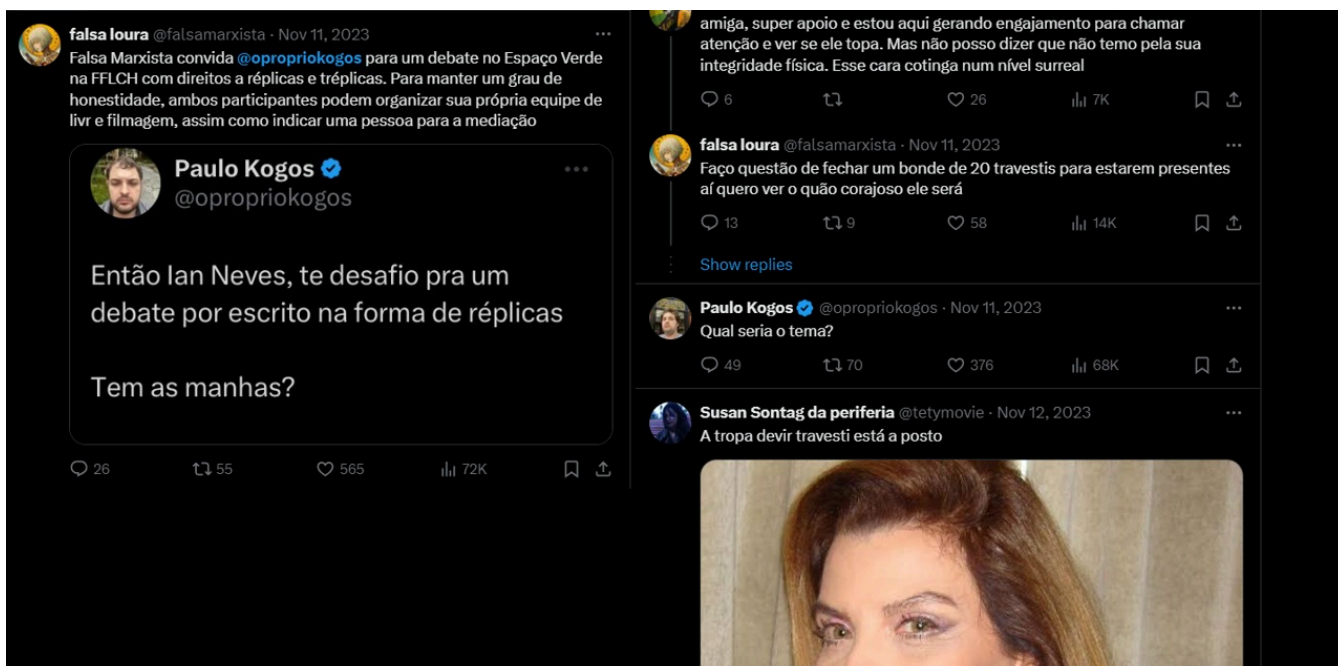 falsa loura @falsamarxista · Nov 11, 2023
Falsa Marxista convida @opropriokogos para um debate no Espaço Verde
na FFLCH com direitos a réplicas e tréplicas. Para manter um grau de
honestidade, ambos participantes podem organizar sua própria equipe de
livr e filmagem, assim como indicar uma pessoa para a mediação
Paulo Kogos
@opropriokogos
Então Ian Neves, te desafio pra um
debate por escrito na forma de réplicas
Tem as manhas?
26 55 565 72K
amiga, super apoio e estou aqui gerando engajamento para chamar
atenção e ver se ele topa. Mas não posso dizer que não temo pela sua
integridade física. Esse cara cotinga num nível surreal
6 26 7K
falsa loura @falsamarxista · Nov 11, 2023
Faço questão de fechar um bonde de 20 travestis para estarem presentes
aí quero ver o quão corajoso ele será
13 9 58 14K
Show replies
Paulo Kogos @opropriokogos · Nov 11, 2023
Qual seria o tema?
49 70 376 68K
Susan Sontag da periferia @tetymovie · Nov 12, 2023
A tropa devir travesti está a posto